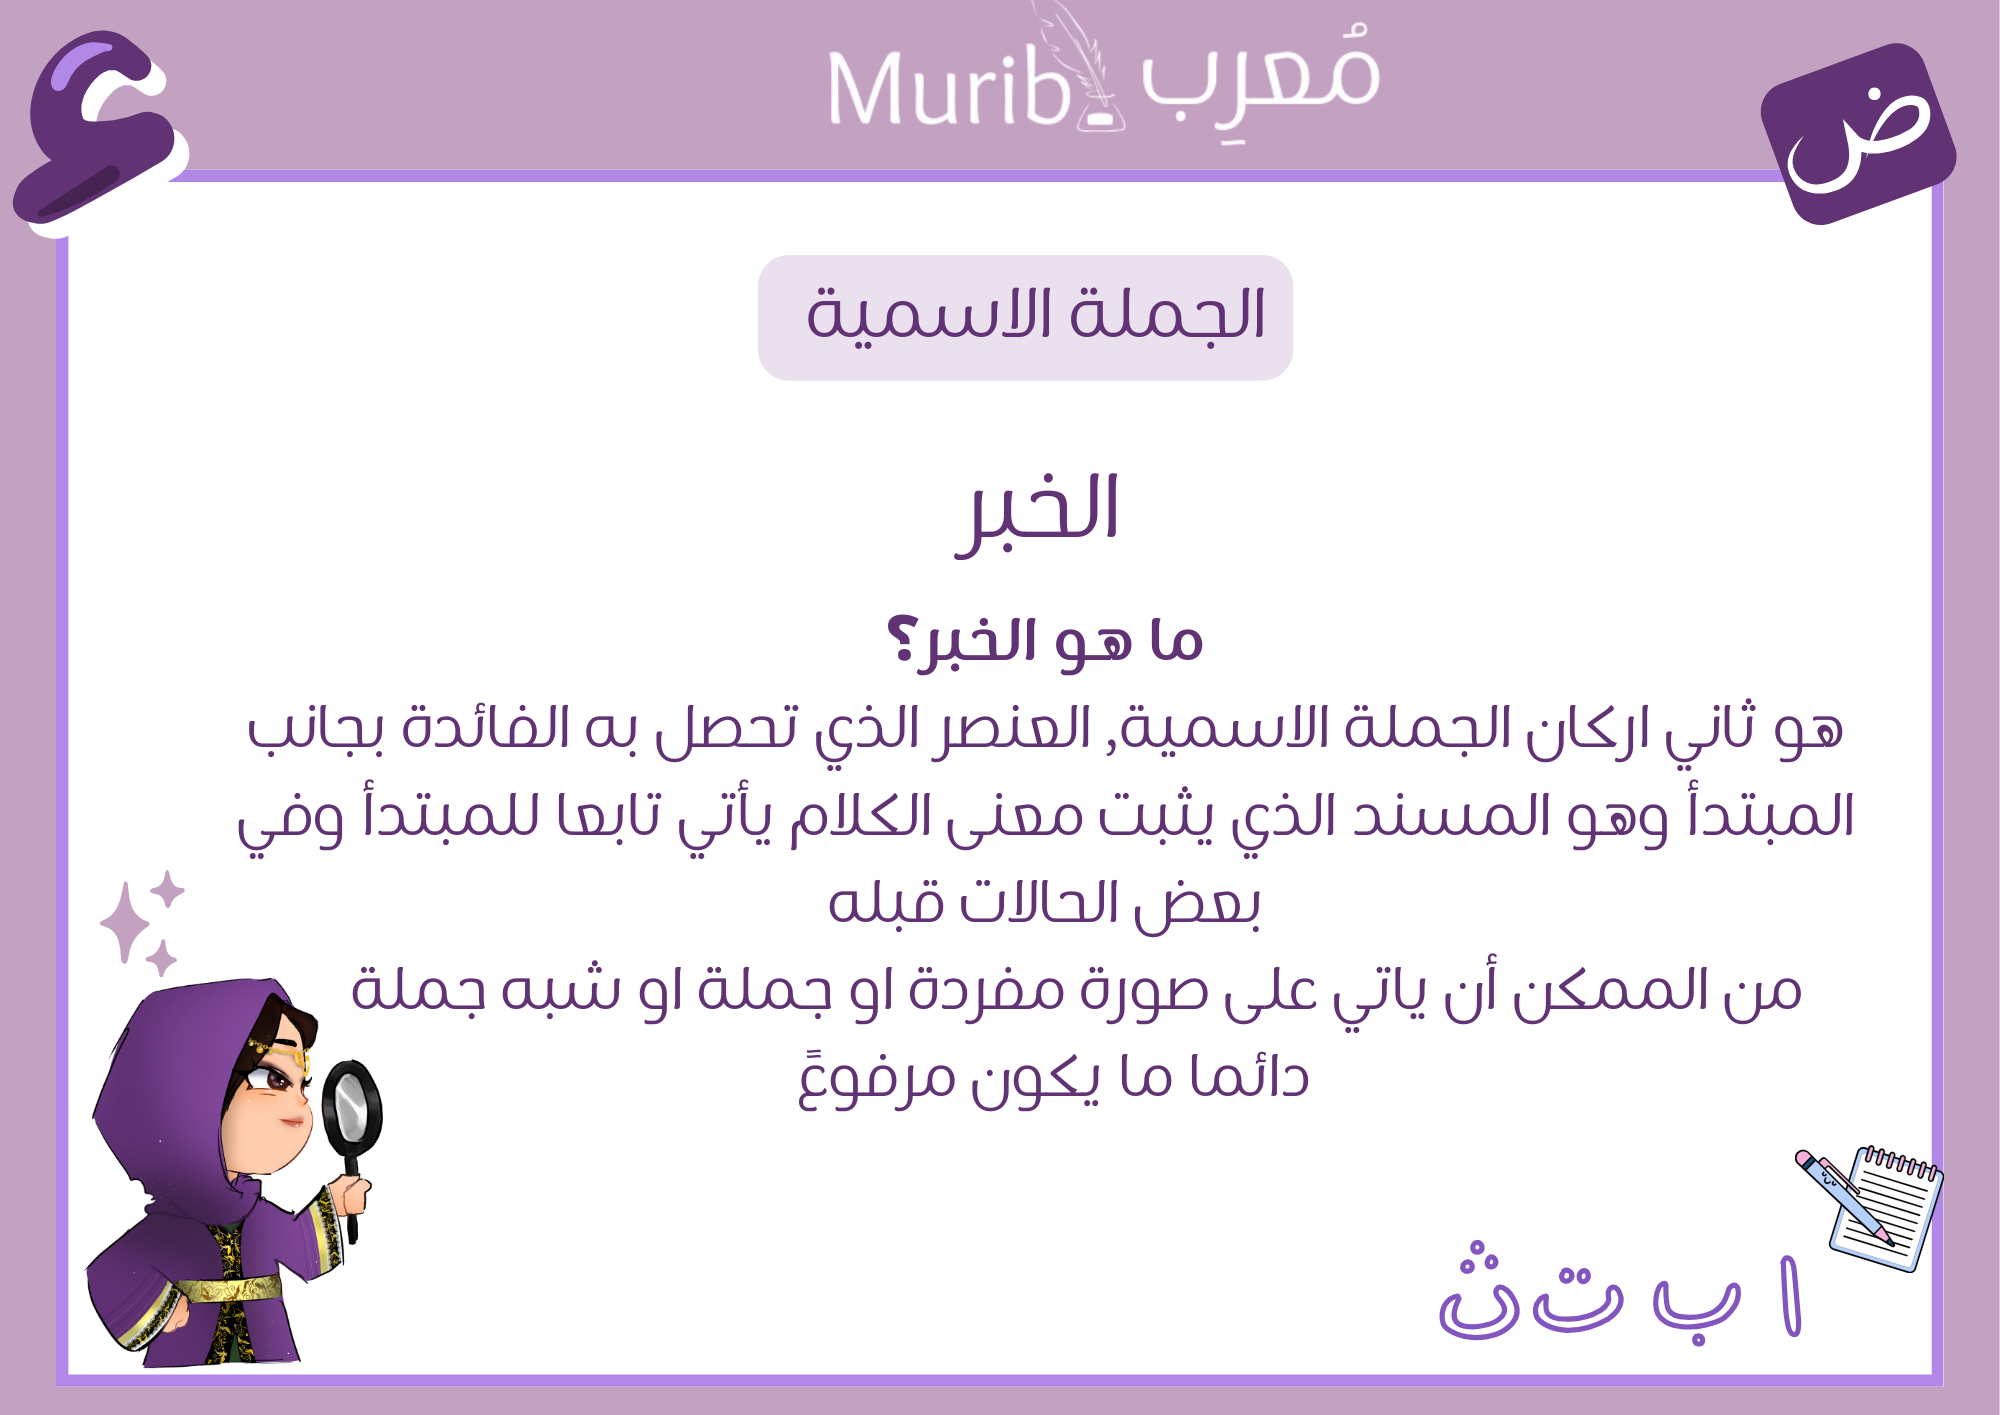 Murib مُعرِب
ع
ض
الجملة الاسمية
الخبر
ما هو الخبر؟
هو ثاني اركان الجملة الاسمية, العنصر الذي تحصل به الفائدة بجانب
المبتدأ وهو المسند الذي يثبت معنى الكلام يأتي تابعا للمبتدأ وفي
بعض الحالات قبله
من الممكن أن ياتي على صورة مفردة او جملة او شبه جملة
دائما ما يكون مرفوعً
ا ب ت ث